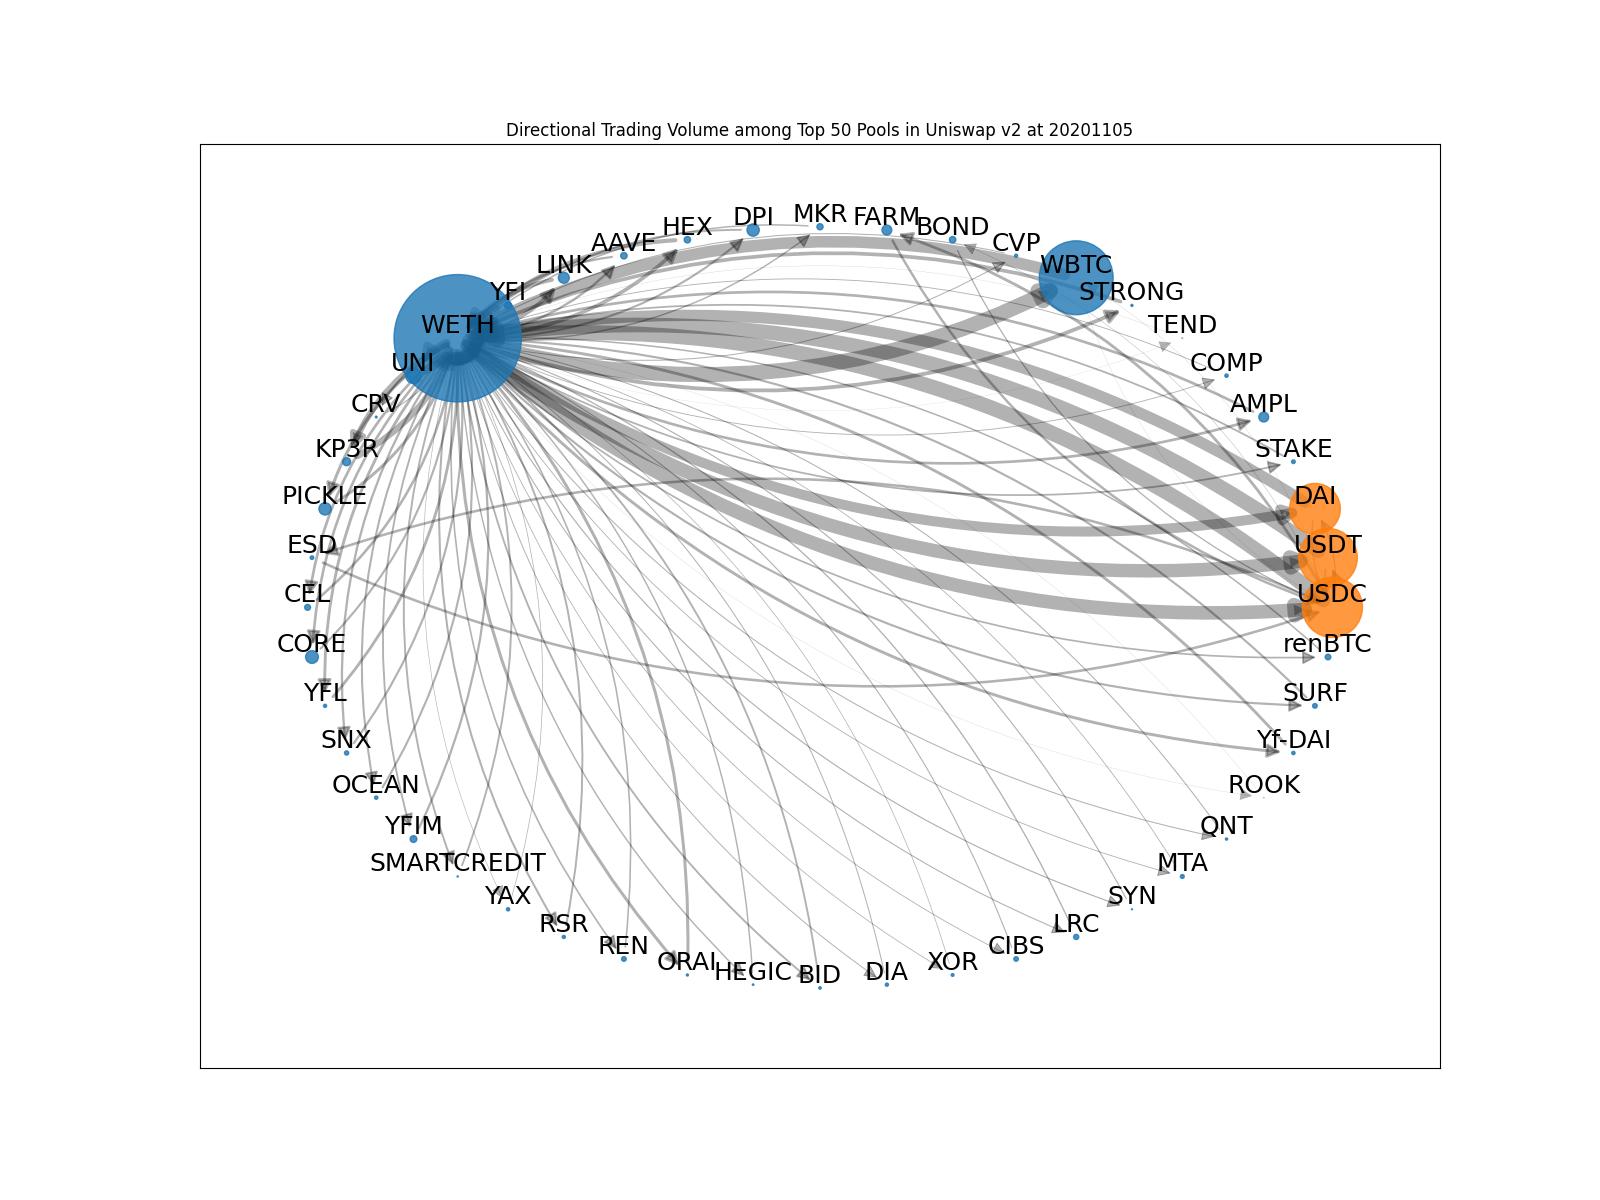 Directional Trading Volume among Top 50 Pools in Uniswap v2 at 20201105
MKR
DPI
FARM
HEX
BOND
AAVE
CVP
LINK
WBTC
YFI
STRONG
WETH
TEND
UNI
COMP
CRV
AMPL
KP3R
STAKE
PICKLE
DAI
ESD
USDT
CEL
USDC
CORE
renBTC
YFL
SURF
SNX
Yf-DAI
OCEAN
ROOK
YFIM
QNT
SMARTCREDIT
MTA
YAX
SYN
RSR
LRC
REN
CIBS
ORAI
XOR
HEGIC
DIA
BID